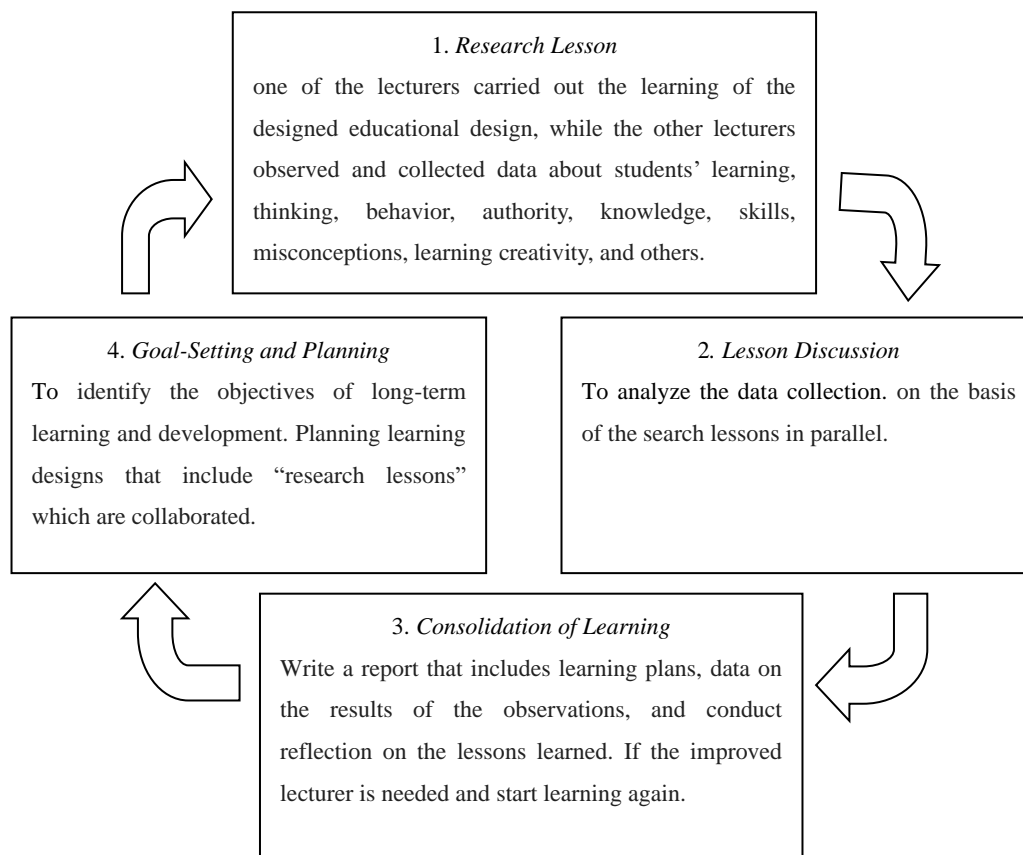 1. Research Lesson
one of the lecturers carried out the learning of the
designed educational design, while the other lecturers
observed and collected data about students’ learning,
thinking, behavior, authority, knowledge, skills,
misconceptions, learning creativity, and others.
2. Lesson Discussion
To analyze the data collection. on the basis
of the search lessons in parallel.
3. Consolidation of Learning
Write a report that includes learning plans, data on
the results of the observations, and conduct
reflection on the lessons learned. If the improved
lecturer is needed and start learning again.
4. Goal-Setting and Planning
To identify the objectives of long-term
learning and development. Planning learning
designs that include “research lessons”
which are collaborated.